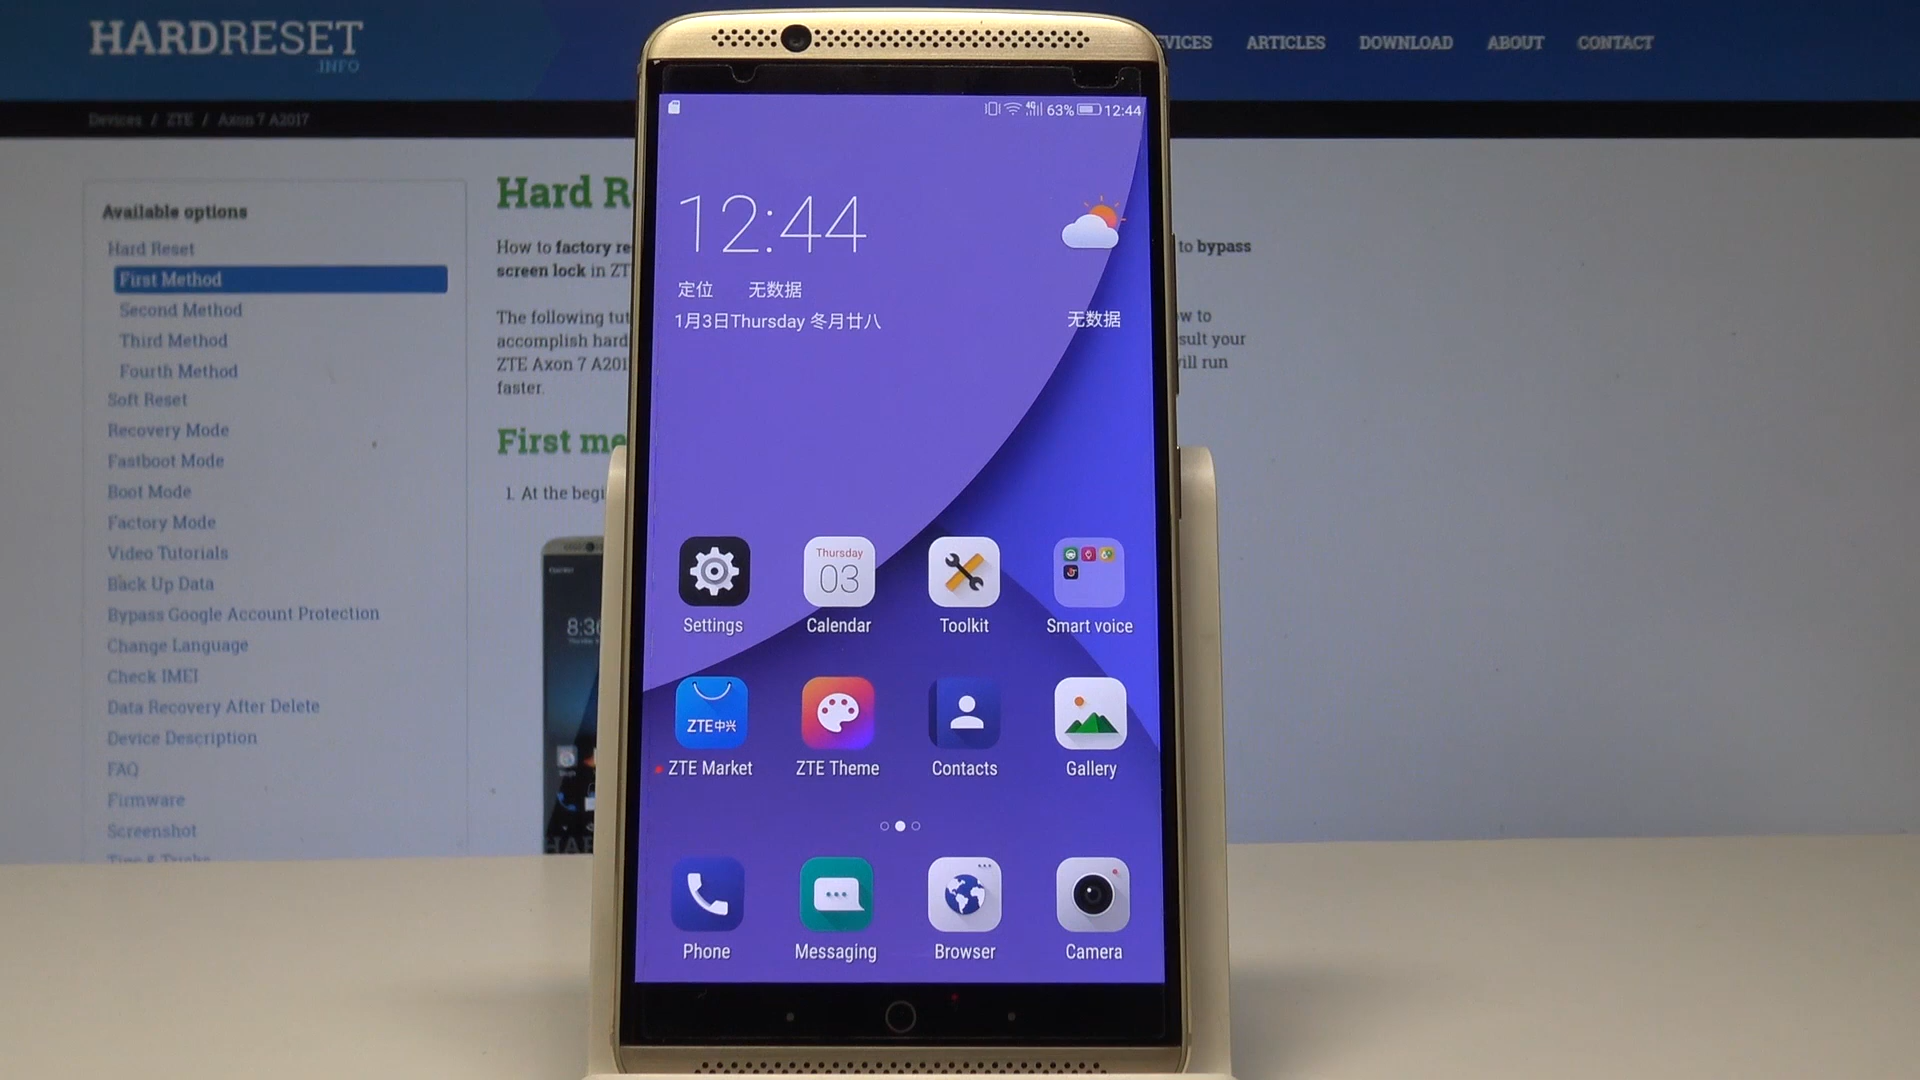 HARDRESET
.INFO
ARTICLES
DOWNLOAD
ABOUT
CONTACT
Devices / ZTE / Axon 7 A2017
Available options
Hard Reset
First Method
Second Method
Third Method
Fourth Method
Soft Reset
Recovery Mode
Fastboot Mode
Boot Mode
Factory Mode
Video Tutorials
Back Up Data
Bypass Google Account Protection
Change Language
Check IMEI
Data Recovery After Delete
Device Description
FAQ
Firmware
Screenshot
Hard R
How to factory re
to bypass
screen lock in ZT
The following tut
accomplish hard
sult your
ZTE Axon 7 A201
faster.
run
First me
1. At the begi
4G 63% 12:44
12:44
定位 无数据
1月3日Thursday 冬月廿八
无数据
Thursday
03
Settings
Calendar
Toolkit
Smart voice
ZTE中兴
ZTE Market
ZTE Theme
Contacts
Gallery
Phone
Messaging
Browser
Camera